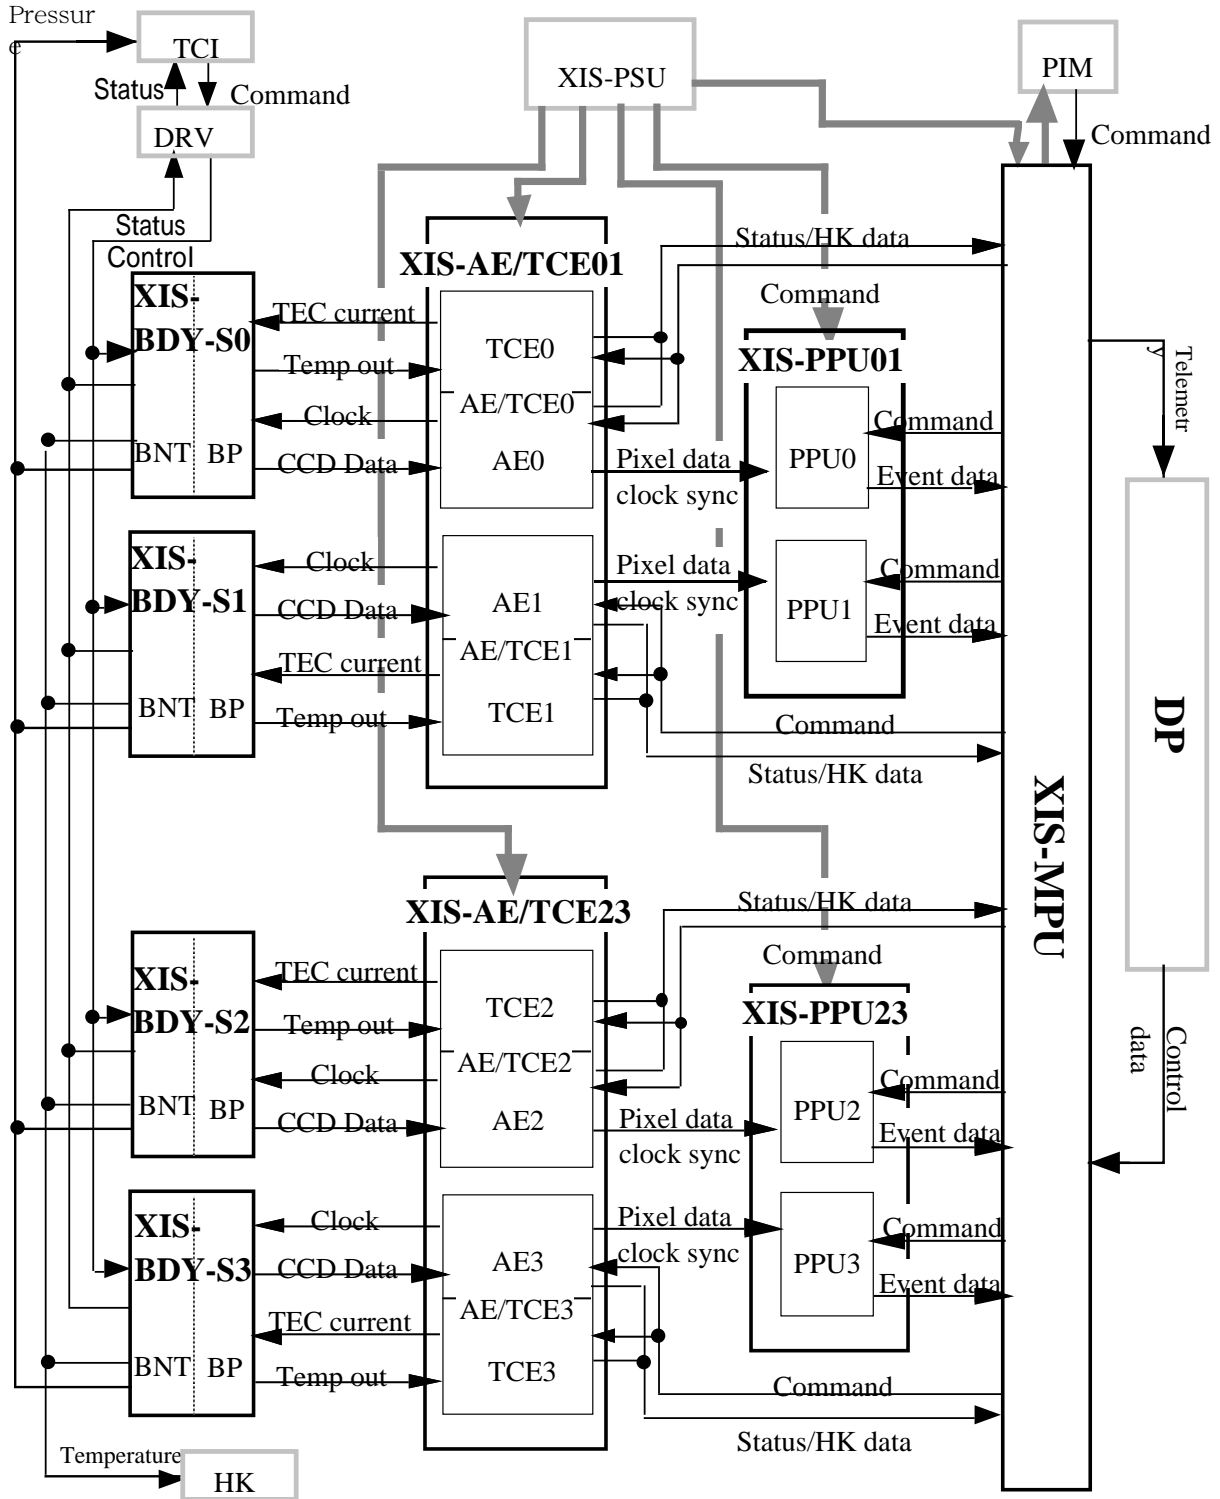 Pressur
e
TCI
Status
Command
DRV
Status
Control
XIS-PSU
PIM
Command
XIS-AE/TCE01
Status/HK data
Command
XIS-
BDY-S0
TEC current
Temp out
Clock
CCD Data
BNT
BP
TCE0
AE/TCE0
AE0
Pixel data
clock sync
XIS-PPU01
PPU0
Command
Event data
Telemetr
y
XIS-
BDY-S1
Clock
CCD Data
TEC current
Temp out
BNT
BP
AE1
AE/TCE1
TCE1
Pixel data
clock sync
PPU1
Command
Event data
Command
Status/HK data
DP
XIS-MPU
XIS-AE/TCE23
Status/HK data
Command
XIS-
BDY-S2
TEC current
Temp out
Clock
CCD Data
BNT
BP
TCE2
AE/TCE2
AE2
Pixel data
clock sync
XIS-PPU23
PPU2
Command
Event data
Control
data
XIS-
BDY-S3
Clock
CCD Data
TEC current
Temp out
BNT
BP
AE3
AE/TCE3
TCE3
Pixel data
clock sync
PPU3
Command
Event data
Command
Status/HK data
Temperature
HK